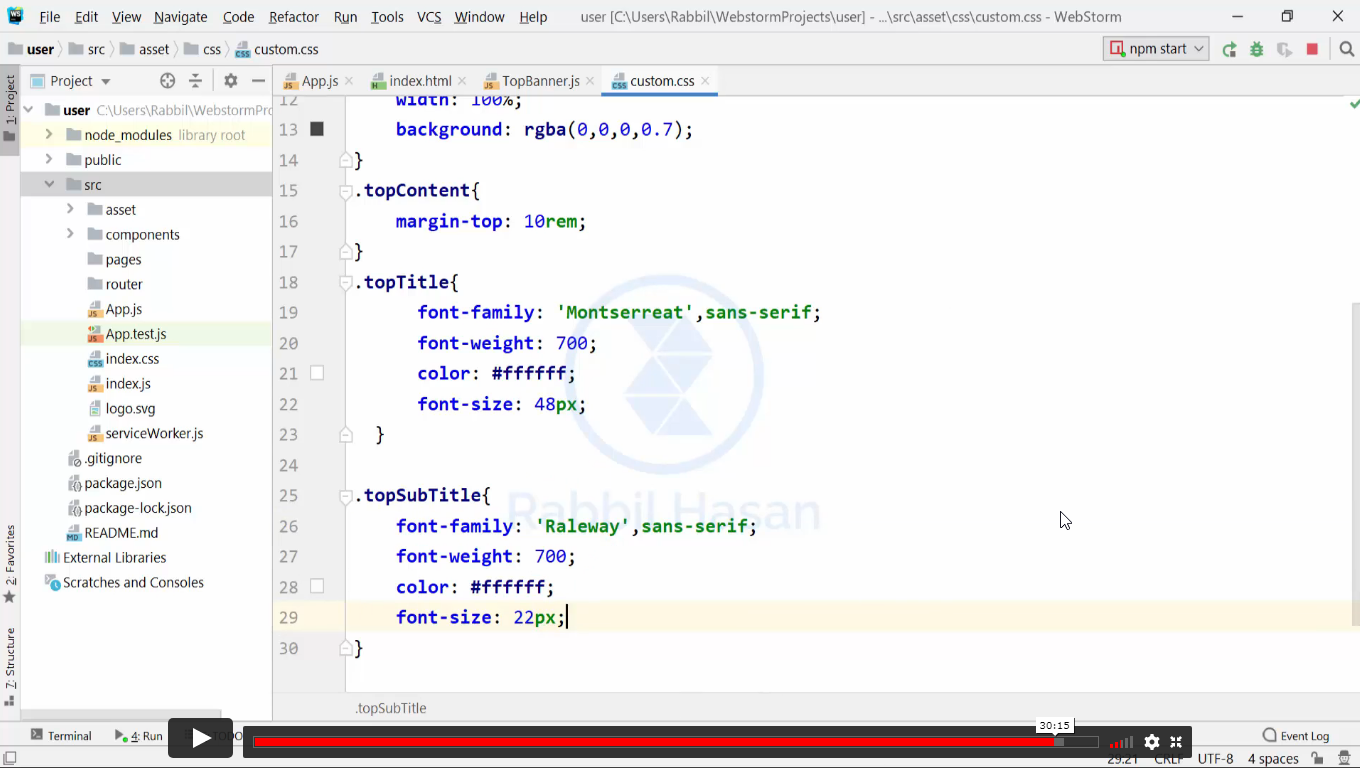 File Edit View Navigate Code Refactor Run Tools VCS Window Help user [C:\Users\Rabbil\WebstormProjects\user] - ...\src\asset\css\custom.css - WebStorm
user src asset css custom.css npm start
Project App.js index.html TopBanner.js custom.css
1: Project
user C:\Users\Rabbil\WebstormPro
node_modules library root
public
src
asset
components
pages
router
App.js
App.test.js
index.css
index.js
logo.svg
serviceWorker.js
.gitignore
package.json
package-lock.json
README.md
External Libraries
Scratches and Consoles
2: Favorites
7: Structure
12 width: 100%;
13 background: rgba(0,0,0,0.7);
14 }
15 .topContent{
16 margin-top: 10rem;
17 }
18 .topTitle{
19 font-family: 'Montserreat',sans-serif;
20 font-weight: 700;
21 color: #ffffff;
22 font-size: 48px;
23 }
24
25 .topSubTitle{
26 font-family: 'Raleway',sans-serif;
27 font-weight: 700;
28 color: #ffffff;
29 font-size: 22px;
30 }
Rabbil Hasan
.topSubTitle
30:15
Terminal 4: Run TODO Event Log
29:21 CRLF UTF-8 4 spaces